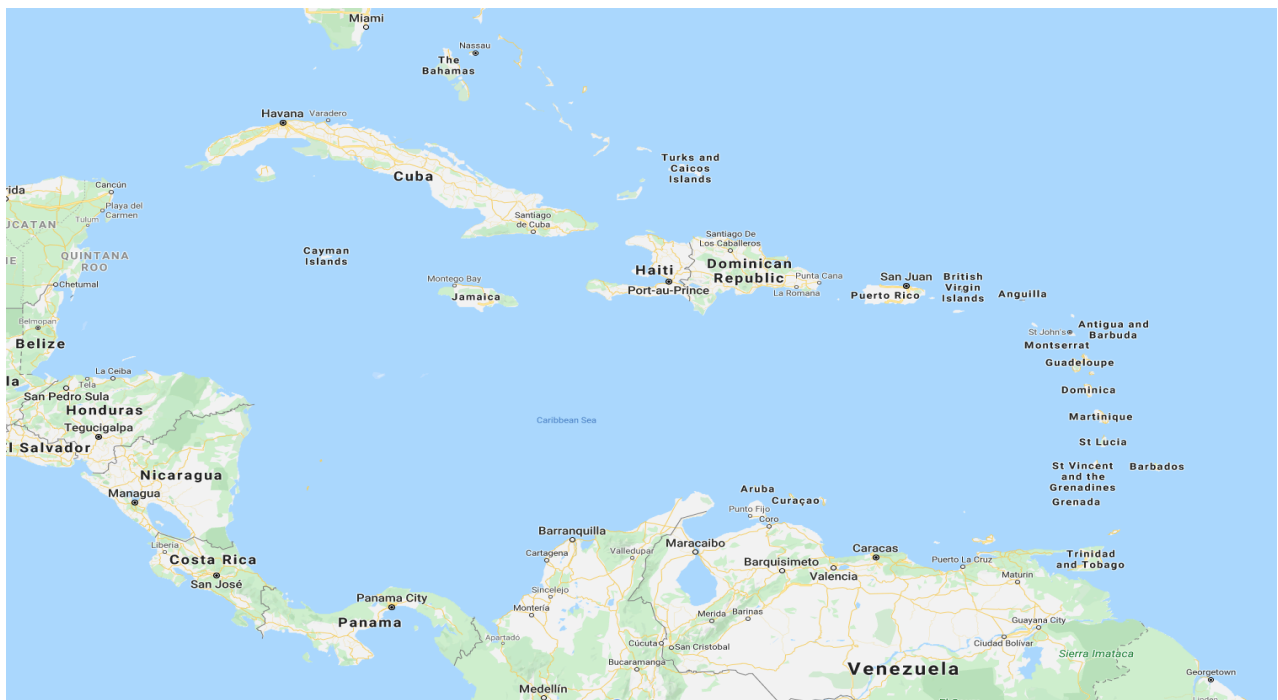 Miami
Nassau
The
Bahamas
Havana
Varadero
Turks and
Caicos
Islands
Cuba
Cancún
rida
Playa del
Carmen
Tulum
UCATAN
Santiago
de Cuba
Santiago De
Los Caballeros
QUINTANA
ROO
Cayman
Islands
Haiti
Dominican
Republic
Port-au-Prince
Punta Cana
La Romana
San Juan
Puerto Rico
British
Virgin
Islands
Anguilla
Chetumal
Montego Bay
Jamaica
Belmopan
Belize
St John's
Antigua and
Barbuda
Montserrat
Guadeloupe
La Ceiba
Tela
la
San Pedro Sula
Honduras
Dominica
Martinique
Caribbean Sea
Tegucigalpa
l Salvador
St Lucia
Nicaragua
St Vincent
and the
Grenadines
Barbados
Grenada
Managua
Aruba
Curaçao
Punto Fijo
Coro
Barranquilla
Maracaibo
Caracas
Liberia
Costa Rica
San José
Cartagena
Valledupar
Barquisimeto
Valencia
Puerto La Cruz
Trinidad
and Tobago
Maturin
Sincelejo
Panama City
Panama
Montería
Merida
Barinas
Guayana City
Ciudad Bolívar
Apartadó
Cúcuta
San Cristobal
Bucaramanga
Sierra Imataca
Venezuela
Georgetown
Medellín